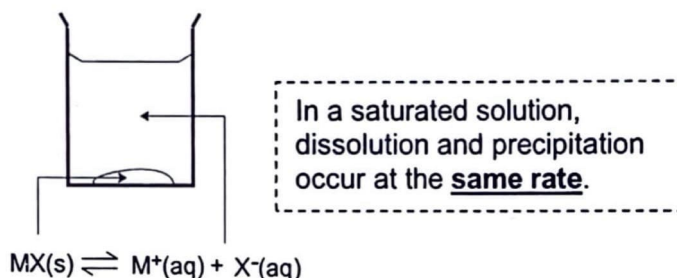 In a saturated solution,
dissolution and precipitation
occur at the same rate.
MX(s) ⇌ M⁺(aq) + X⁻(aq)